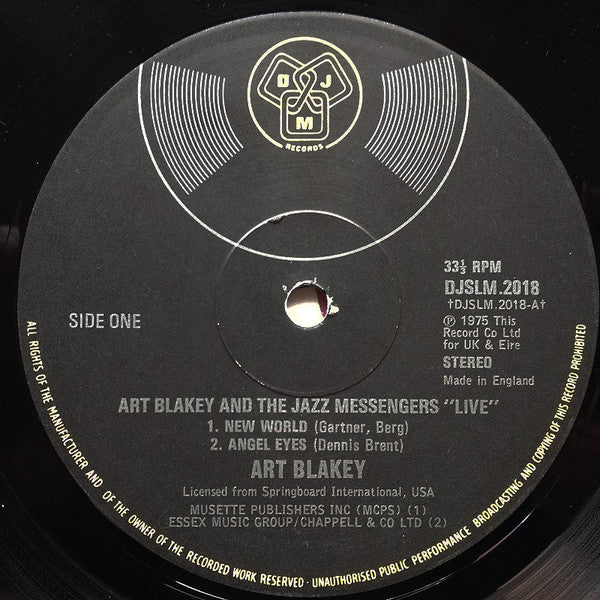 D J
M
RECORDS
33⅓ RPM
DJSLM.2018
†DJSLM.2018-A†
℗ 1975 This
Record Co Ltd
for UK & Eire
STEREO
Made in England
SIDE ONE
ART BLAKEY AND THE JAZZ MESSENGERS "LIVE"
1. NEW WORLD (Gartner, Berg)
2. ANGEL EYES (Dennis Brent)
ART BLAKEY
Licensed from Springboard International, USA
MUSETTE PUBLISHERS INC (MCPS) (1)
ESSEX MUSIC GROUP/CHAPPELL & CO LTD (2)
ALL RIGHTS OF THE MANUFACTURER AND OF THE OWNER OF THE RECORDED WORK RESERVED · UNAUTHORISED PUBLIC PERFORMANCE BROADCASTING AND COPYING OF THIS RECORD PROHIBITED